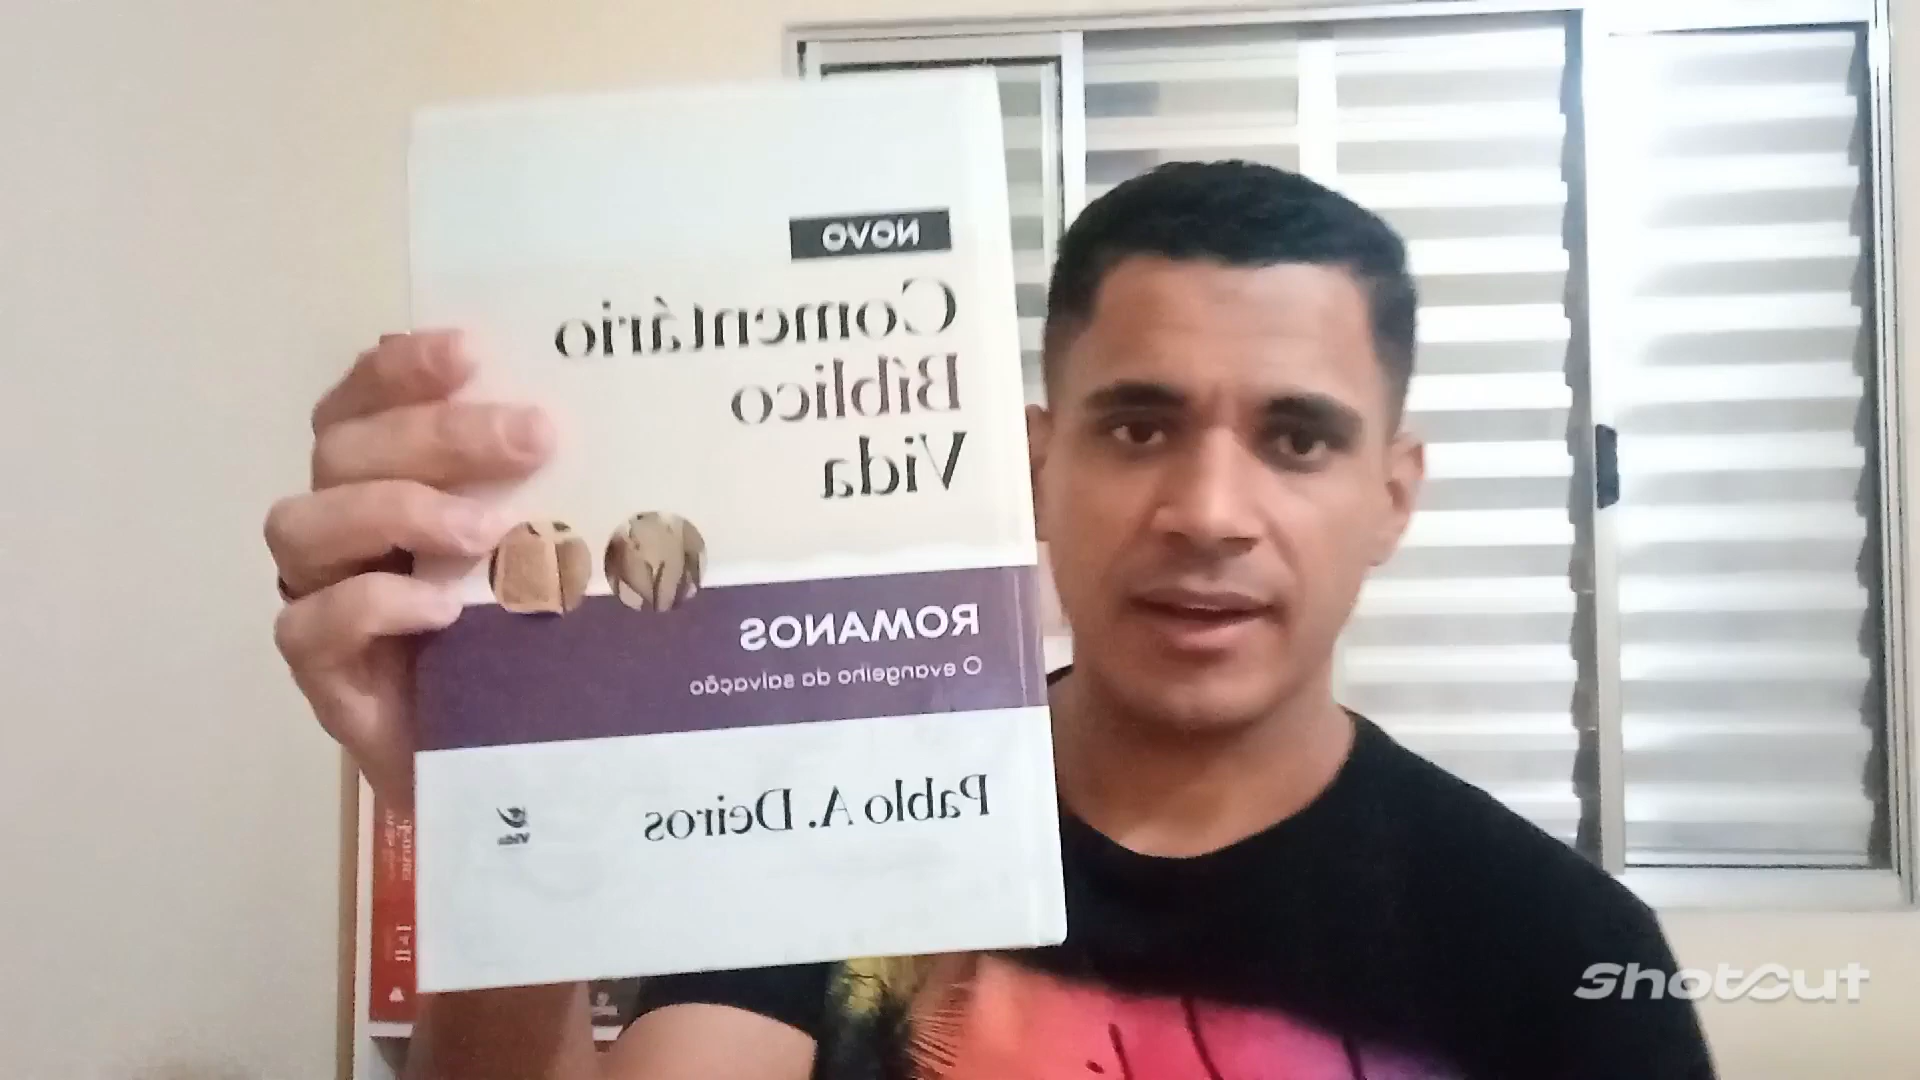 NOVO
Comentário
Bíblico
Vida
ROMANOS
O evangelho da salvação
Pablo A. Deiros
Vida
ShotCut